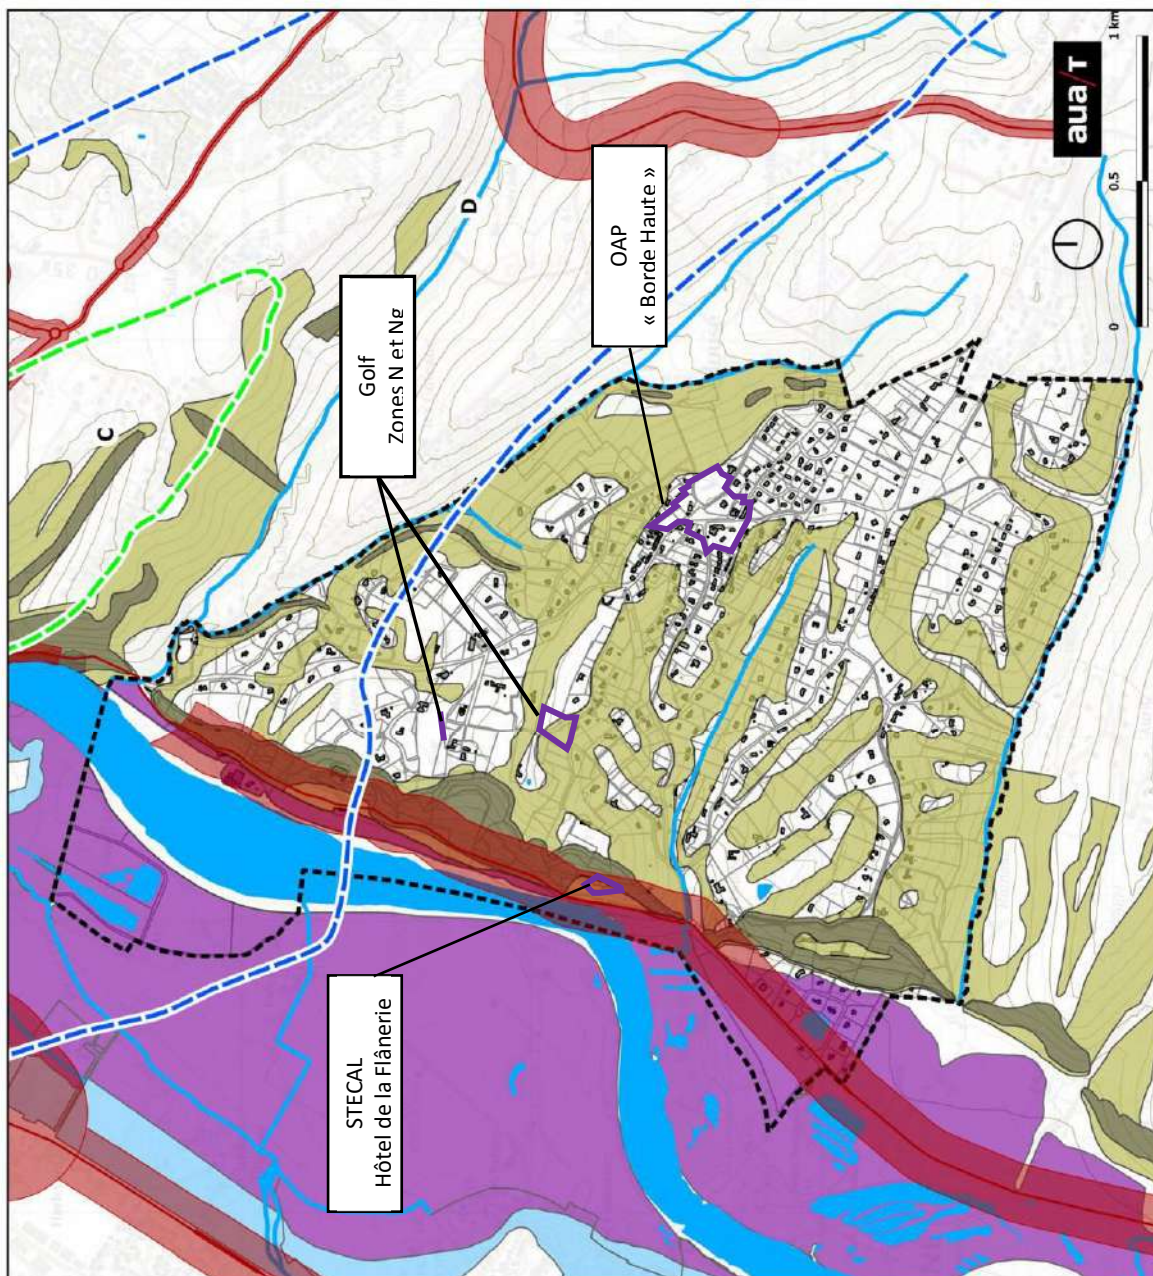 STECAL
Hôtel de la Flânerie
Golf
Zones N et Ng
OAP
« Borde Haute »
C
D
aua/T
0
0.5
1 km